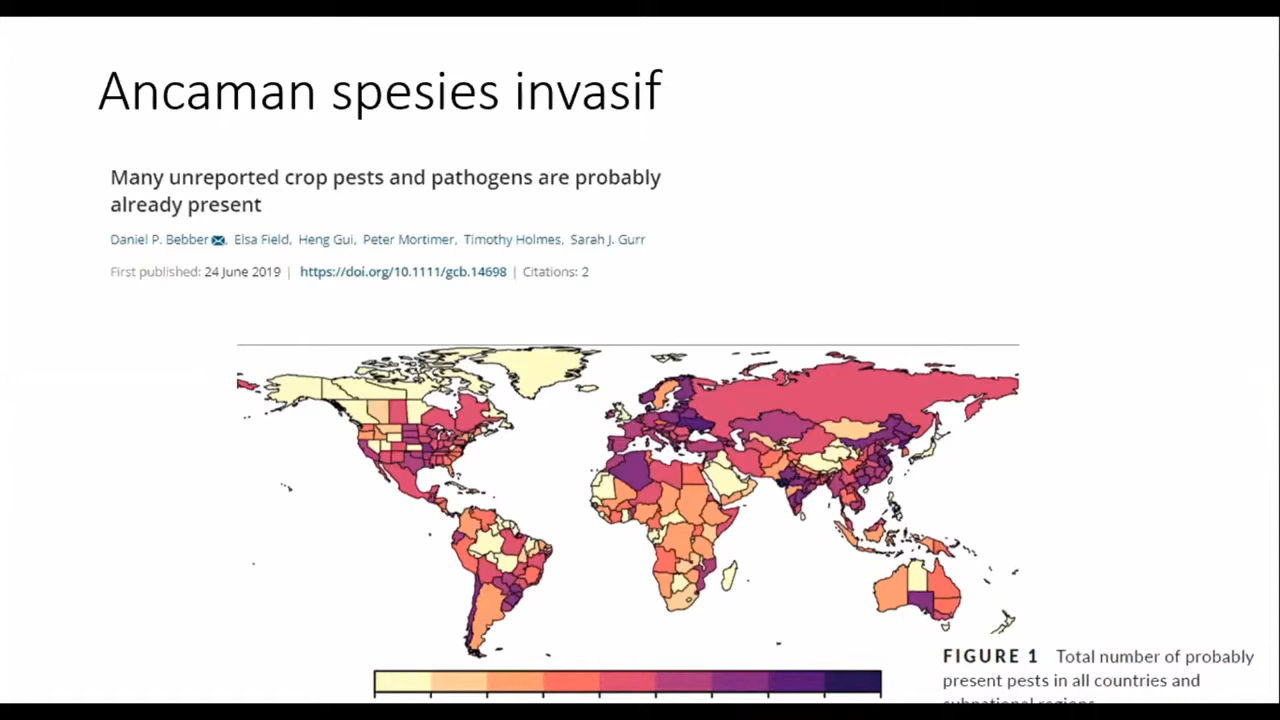 Ancaman spesies invasif
Many unreported crop pests and pathogens are probably
already present
Daniel P. Bebber, Elsa Field, Heng Gui, Peter Mortimer, Timothy Holmes, Sarah J. Gurr
First published: 24 June 2019 | https://doi.org/10.1111/gcb.14698 | Citations: 2
FIGURE 1 Total number of probably
present pests in all countries and
subnational regions